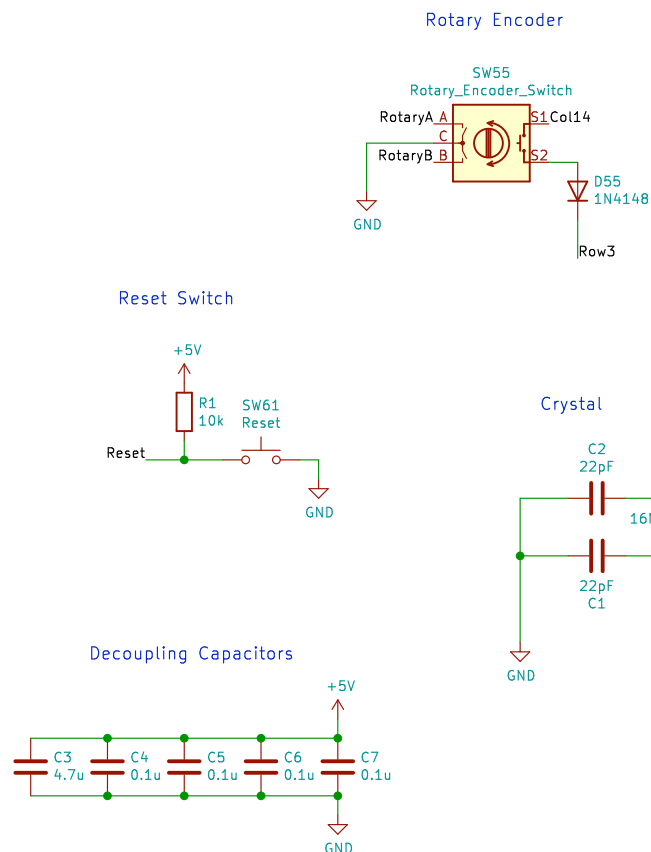 Rotary Encoder
SW55
Rotary_Encoder_Switch
RotaryA A S1 Col14
C
RotaryB B S2
D55
1N4148
GND
Row3
Reset Switch
+5V
R1
10k
SW61
Reset
Reset
GND
Crystal
C2
22pF
22pF
C1
GND
Decoupling Capacitors
+5V
C3 C4 C5 C6 C7
4.7u 0.1u 0.1u 0.1u 0.1u
GND